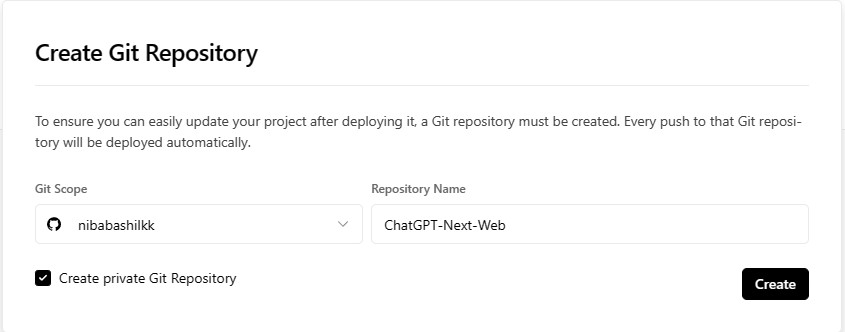 Create Git Repository
To ensure you can easily update your project after deploying it, a Git repository must be created. Every push to that Git reposi-
tory will be deployed automatically.
Git Scope
Repository Name
nibabashilkk
ChatGPT-Next-Web
Create private Git Repository
Create